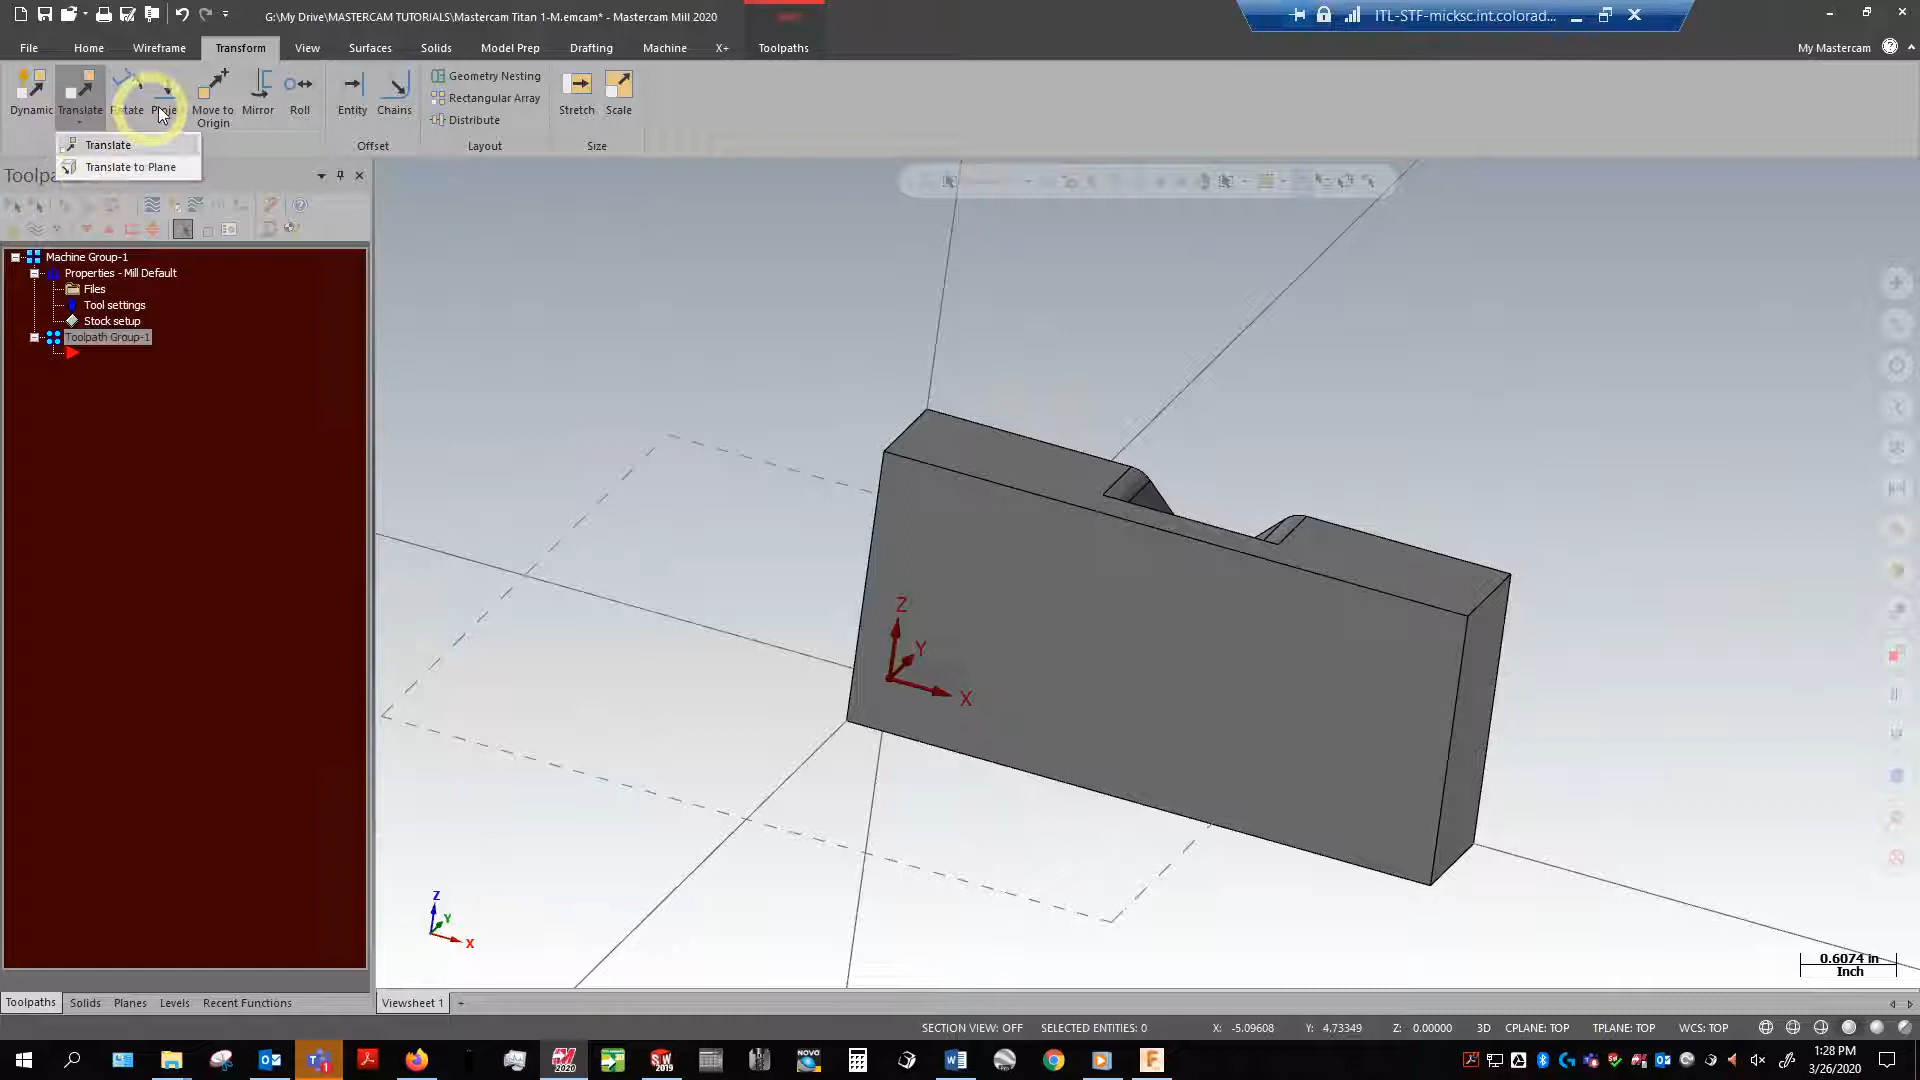 G:\My Drive\MASTERCAM TUTORIALS\Mastercam Titan 1-M.emcam* - Mastercam Mill 2020
ITL-STF-micksc.int.colorad...
File Home Wireframe Transform View Surfaces Solids Model Prep Drafting Machine X+ Toolpaths
My Mastercam
Dynamic Translate Rotate Proje Move to Origin Mirror Roll Entity Chains Stretch Scale
Geometry Nesting
Rectangular Array
Distribute
Offset Layout Size
Translate
Translate to Plane
Toolpa
Machine Group-1
Properties - Mill Default
Files
Tool settings
Stock setup
Toolpath Group-1
Z
Y
X
Z
Y
X
0.6074 in
Inch
Toolpaths Solids Planes Levels Recent Functions
Viewsheet 1 +
SECTION VIEW: OFF SELECTED ENTITIES: 0 X: -5.09608 Y: 4.73349 Z: 0.00000 3D CPLANE: TOP TPLANE: TOP WCS: TOP
1:28 PM
3/26/2020